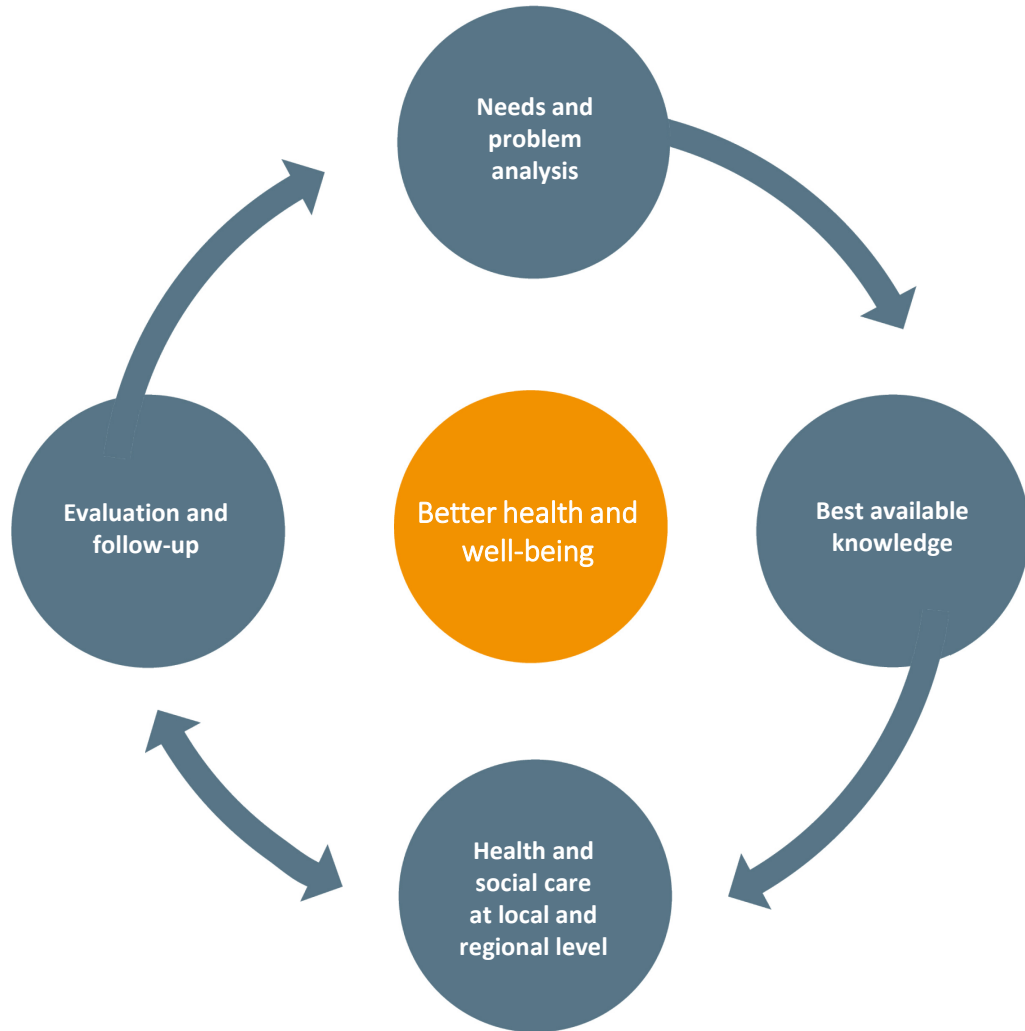 Needs and
problem
analysis
Evaluation and
follow-up
Better health and
well-being
Best available
knowledge
Health and
social care
at local and
regional level